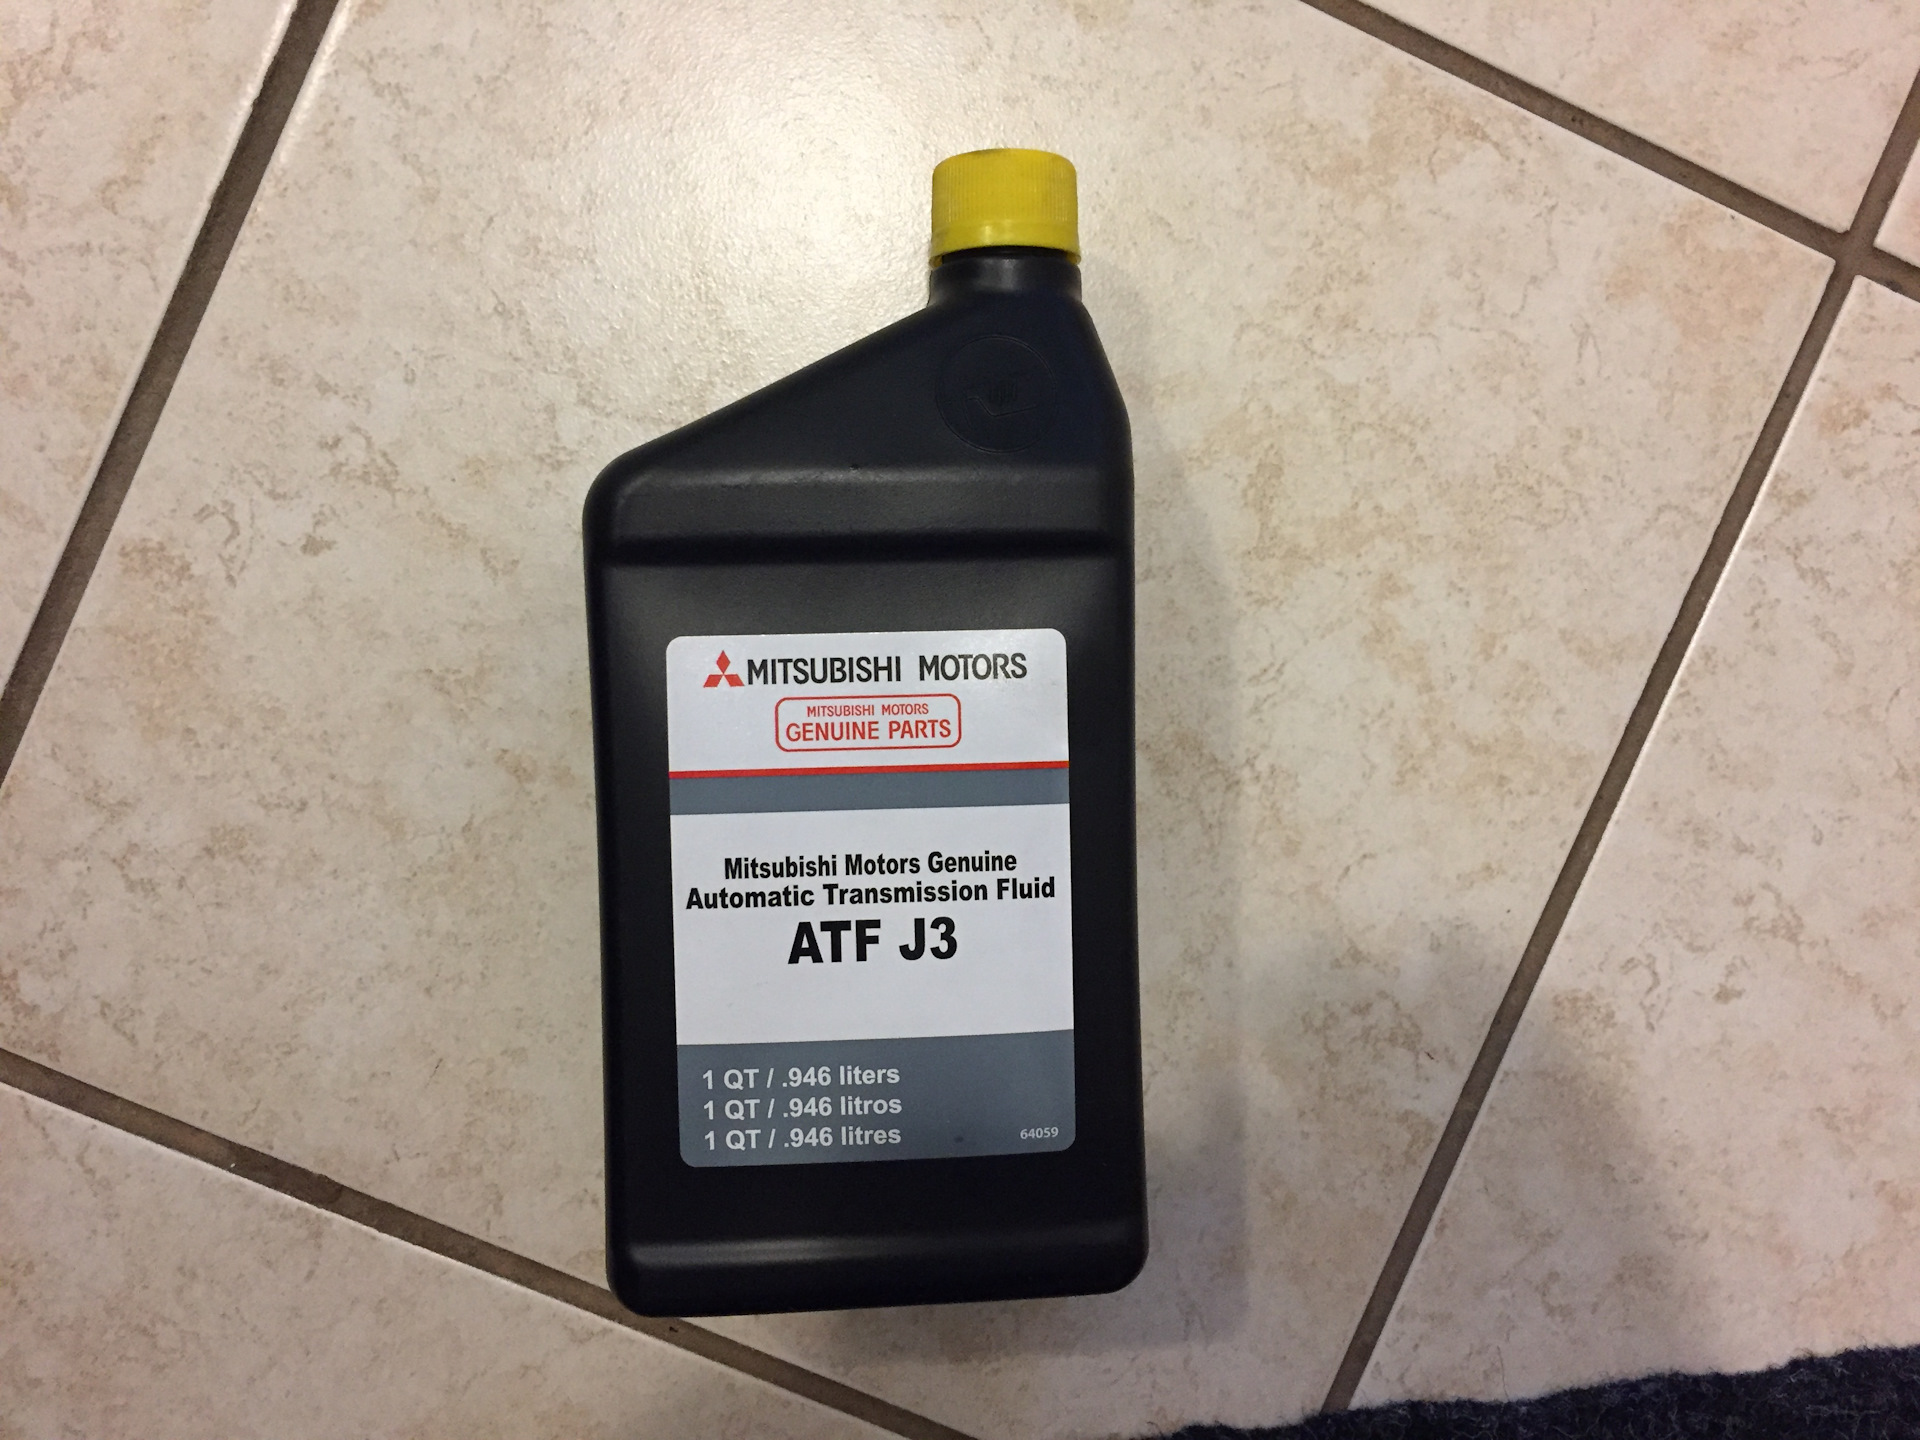 MITSUBISHI MOTORS
MITSUBISHI MOTORS
GENUINE PARTS
Mitsubishi Motors Genuine
Automatic Transmission Fluid
ATF J3
1 QT / .946 liters
1 QT / .946 litros
1 QT / .946 litres
64059